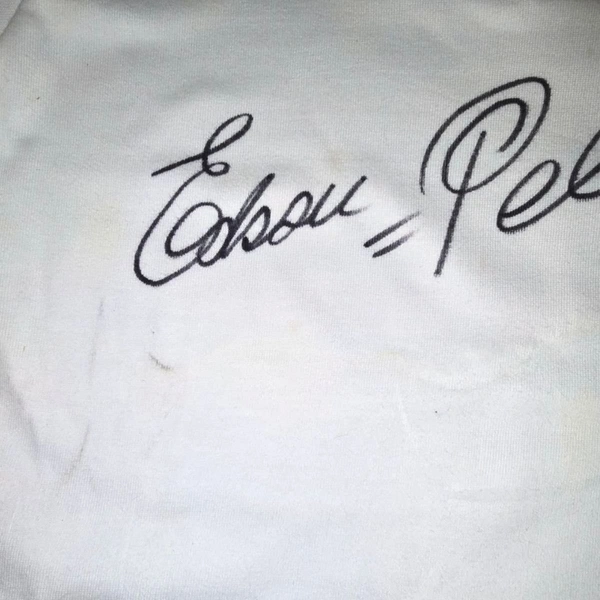 Edson = Pel